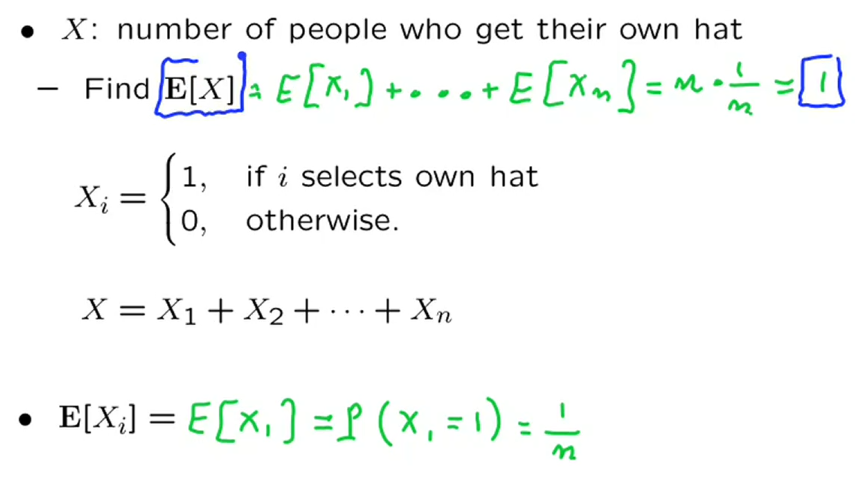 • X: number of people who get their own hat
– Find E[X] = E[X₁] + . . . + E[Xₙ] = n · 1/n = 1
Xᵢ = { 1, if i selects own hat
0, otherwise.
X = X₁ + X₂ + ··· + Xₙ
• E[Xᵢ] = E[X₁] = P(X₁ = 1) = 1/n